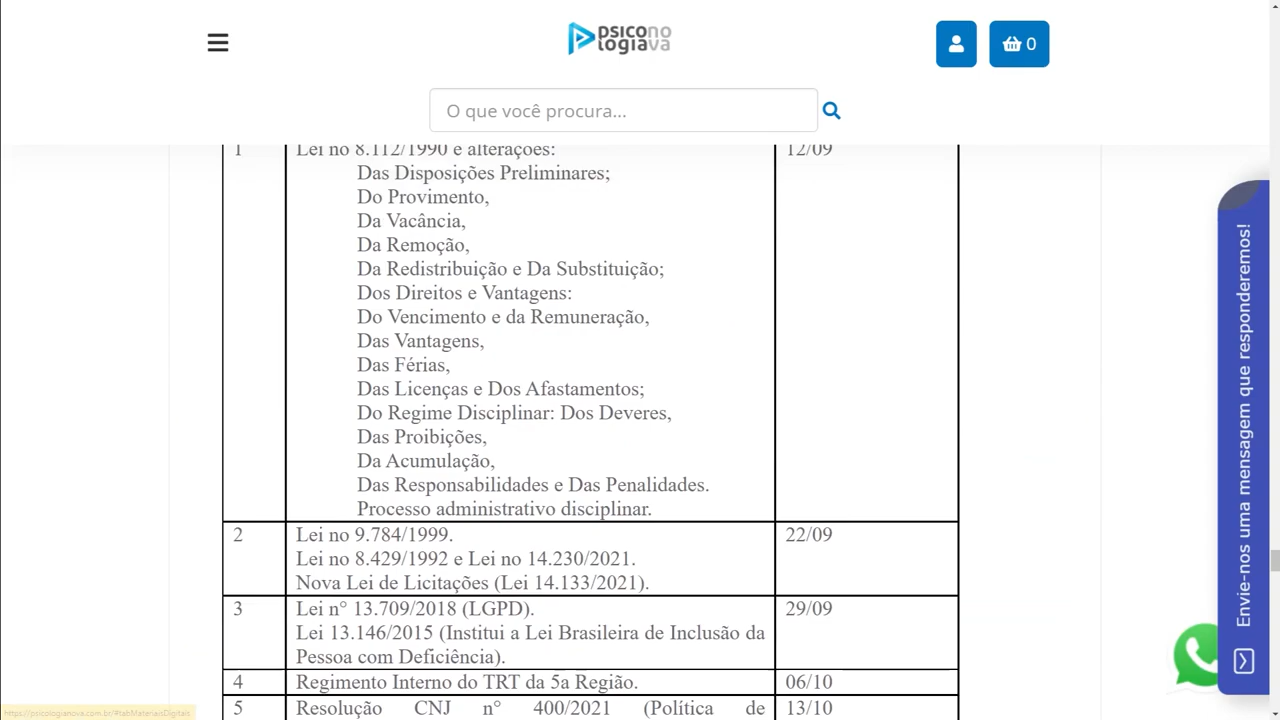 psicono
logiava
0
O que você procura...
1 Lei no 8.112/1990 e alterações: 12/09
Das Disposições Preliminares;
Do Provimento,
Da Vacância,
Da Remoção,
Da Redistribuição e Da Substituição;
Dos Direitos e Vantagens:
Do Vencimento e da Remuneração,
Das Vantagens,
Das Férias,
Das Licenças e Dos Afastamentos;
Do Regime Disciplinar: Dos Deveres,
Das Proibições,
Da Acumulação,
Das Responsabilidades e Das Penalidades.
Processo administrativo disciplinar.
2 Lei no 9.784/1999. 22/09
Lei no 8.429/1992 e Lei no 14.230/2021.
Nova Lei de Licitações (Lei 14.133/2021).
3 Lei n° 13.709/2018 (LGPD). 29/09
Lei 13.146/2015 (Institui a Lei Brasileira de Inclusão da
Pessoa com Deficiência).
4 Regimento Interno do TRT da 5a Região. 06/10
5 Resolução CNJ n° 400/2021 (Política de 13/10
Envie-nos uma mensagem que responderemos!
https://psicologianova.com.br/#tabMateriaisDigitais